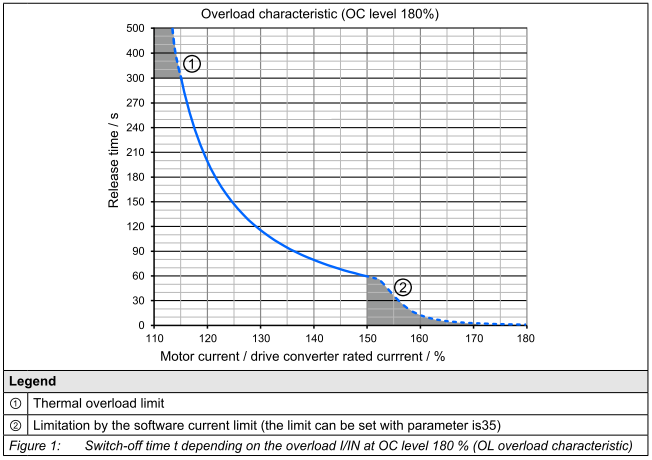 Overload characteristic (OC level 180%)
Release time / s
500
400
300
270
240
210
180
150
120
90
60
30
0
①
②
110 120 130 140 150 160 170 180
Motor current / drive converter rated currrent / %
Legend
① Thermal overload limit
② Limitation by the software current limit (the limit can be set with parameter is35)
Figure 1: Switch-off time t depending on the overload I/IN at OC level 180 % (OL overload characteristic)